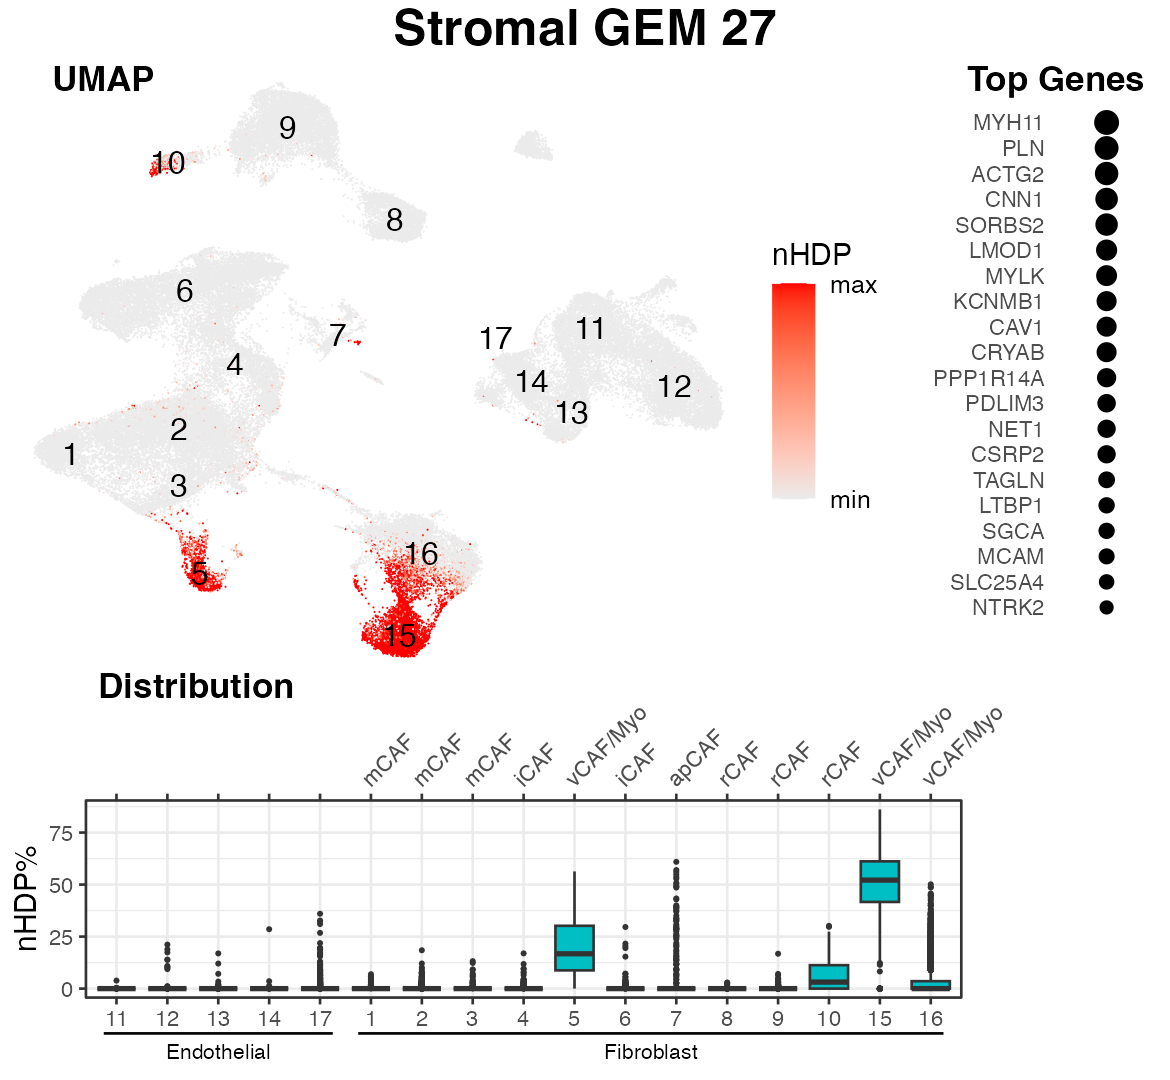 Stromal GEM 27
UMAP
9
10
8
6
7
4
2
1
3
5
16
15
17
11
14
12
13
nHDP
max
min
Top Genes
MYH11
PLN
ACTG2
CNN1
SORBS2
LMOD1
MYLK
KCNMB1
CAV1
CRYAB
PPP1R14A
PDLIM3
NET1
CSRP2
TAGLN
LTBP1
SGCA
MCAM
SLC25A4
NTRK2
Distribution
mCAF mCAF mCAF iCAF vCAF/Myo iCAF apCAF rCAF rCAF rCAF vCAF/Myo vCAF/Myo
nHDP%
75
50
25
0
11 12 13 14 17 1 2 3 4 5 6 7 8 9 10 15 16
Endothelial Fibroblast